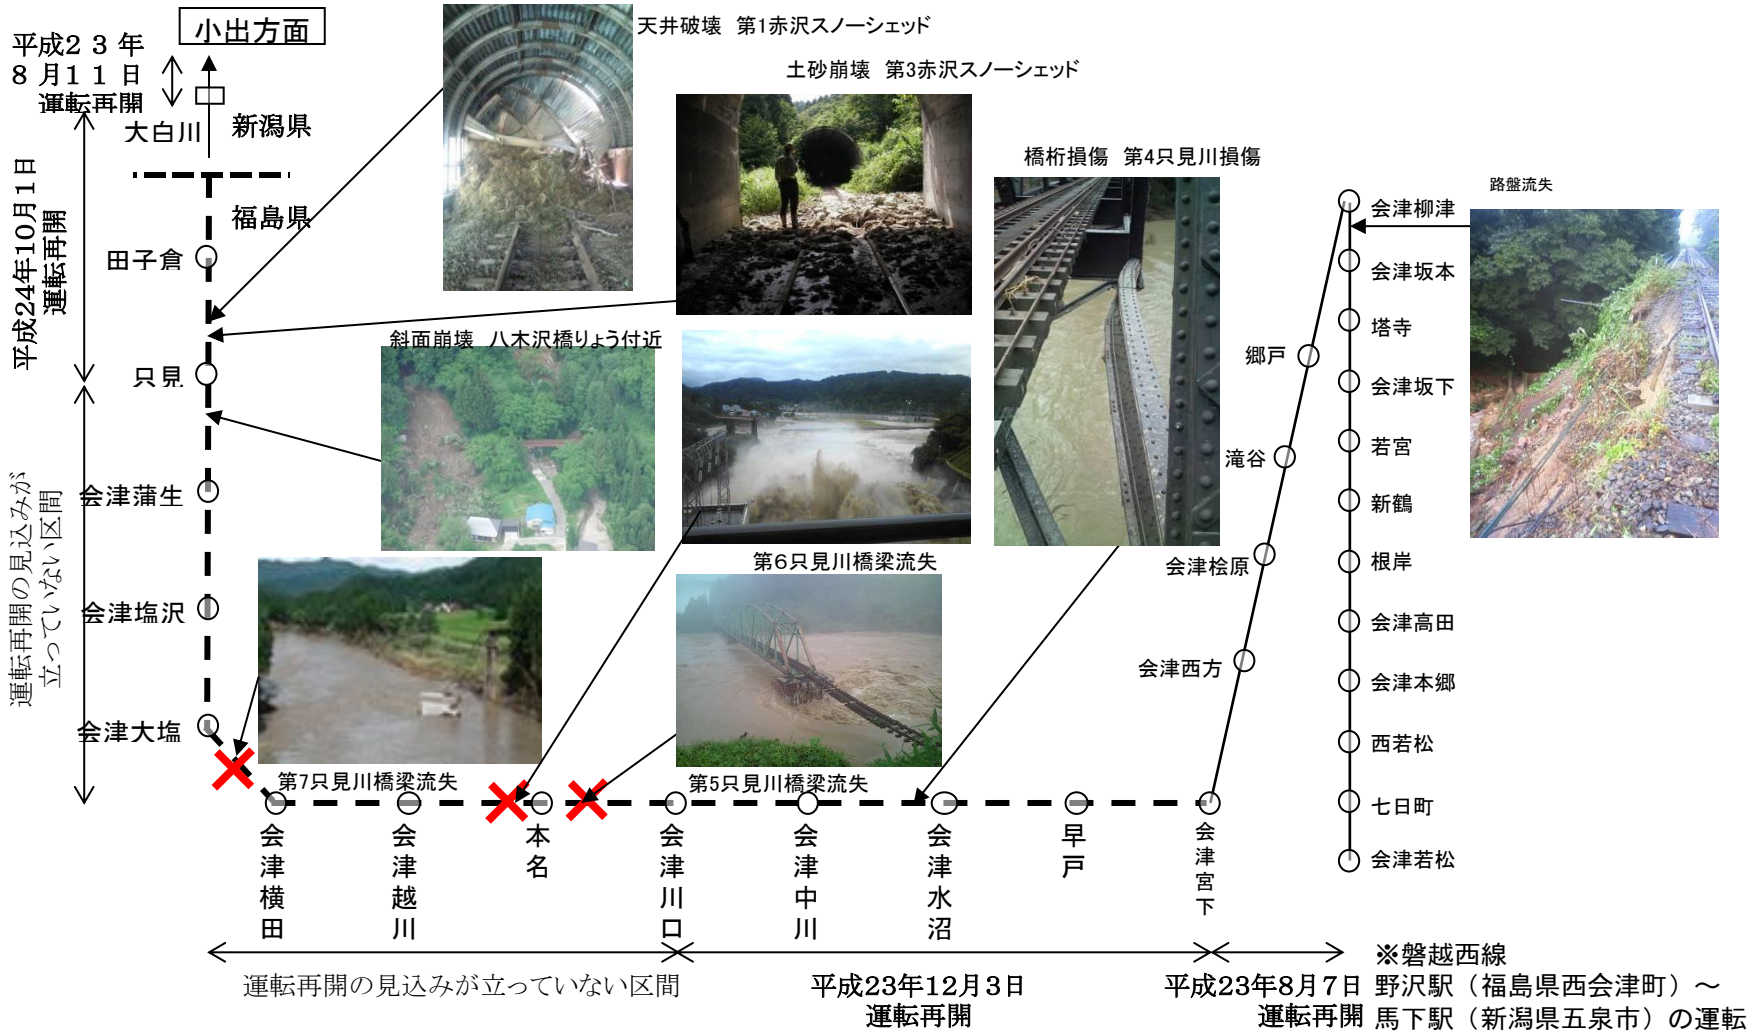 小出方面
平成２３年
８月１１日
運転再開
大白川
新潟県
福島県
平成24年10月1日
運転再開
田子倉
只見
会津蒲生
会津塩沢
会津大塩
運転再開の見込みが
立っていない区間
天井破壊 第1赤沢スノーシェッド
土砂崩壊 第3赤沢スノーシェッド
橋桁損傷 第4只見川損傷
路盤流失
斜面崩壊 八木沢橋りょう付近
第6只見川橋梁流失
第7只見川橋梁流失
第5只見川橋梁流失
会津横田
会津越川
本名
会津川口
会津中川
会津水沼
早戸
会津宮下
会津西方
会津桧原
滝谷
郷戸
会津柳津
会津坂本
塔寺
会津坂下
若宮
新鶴
根岸
会津高田
会津本郷
西若松
七日町
会津若松
運転再開の見込みが立っていない区間
平成23年12月3日
運転再開
平成23年8月7日
運転再開
※磐越西線
野沢駅（福島県西会津町）～
馬下駅（新潟県五泉市）の運転